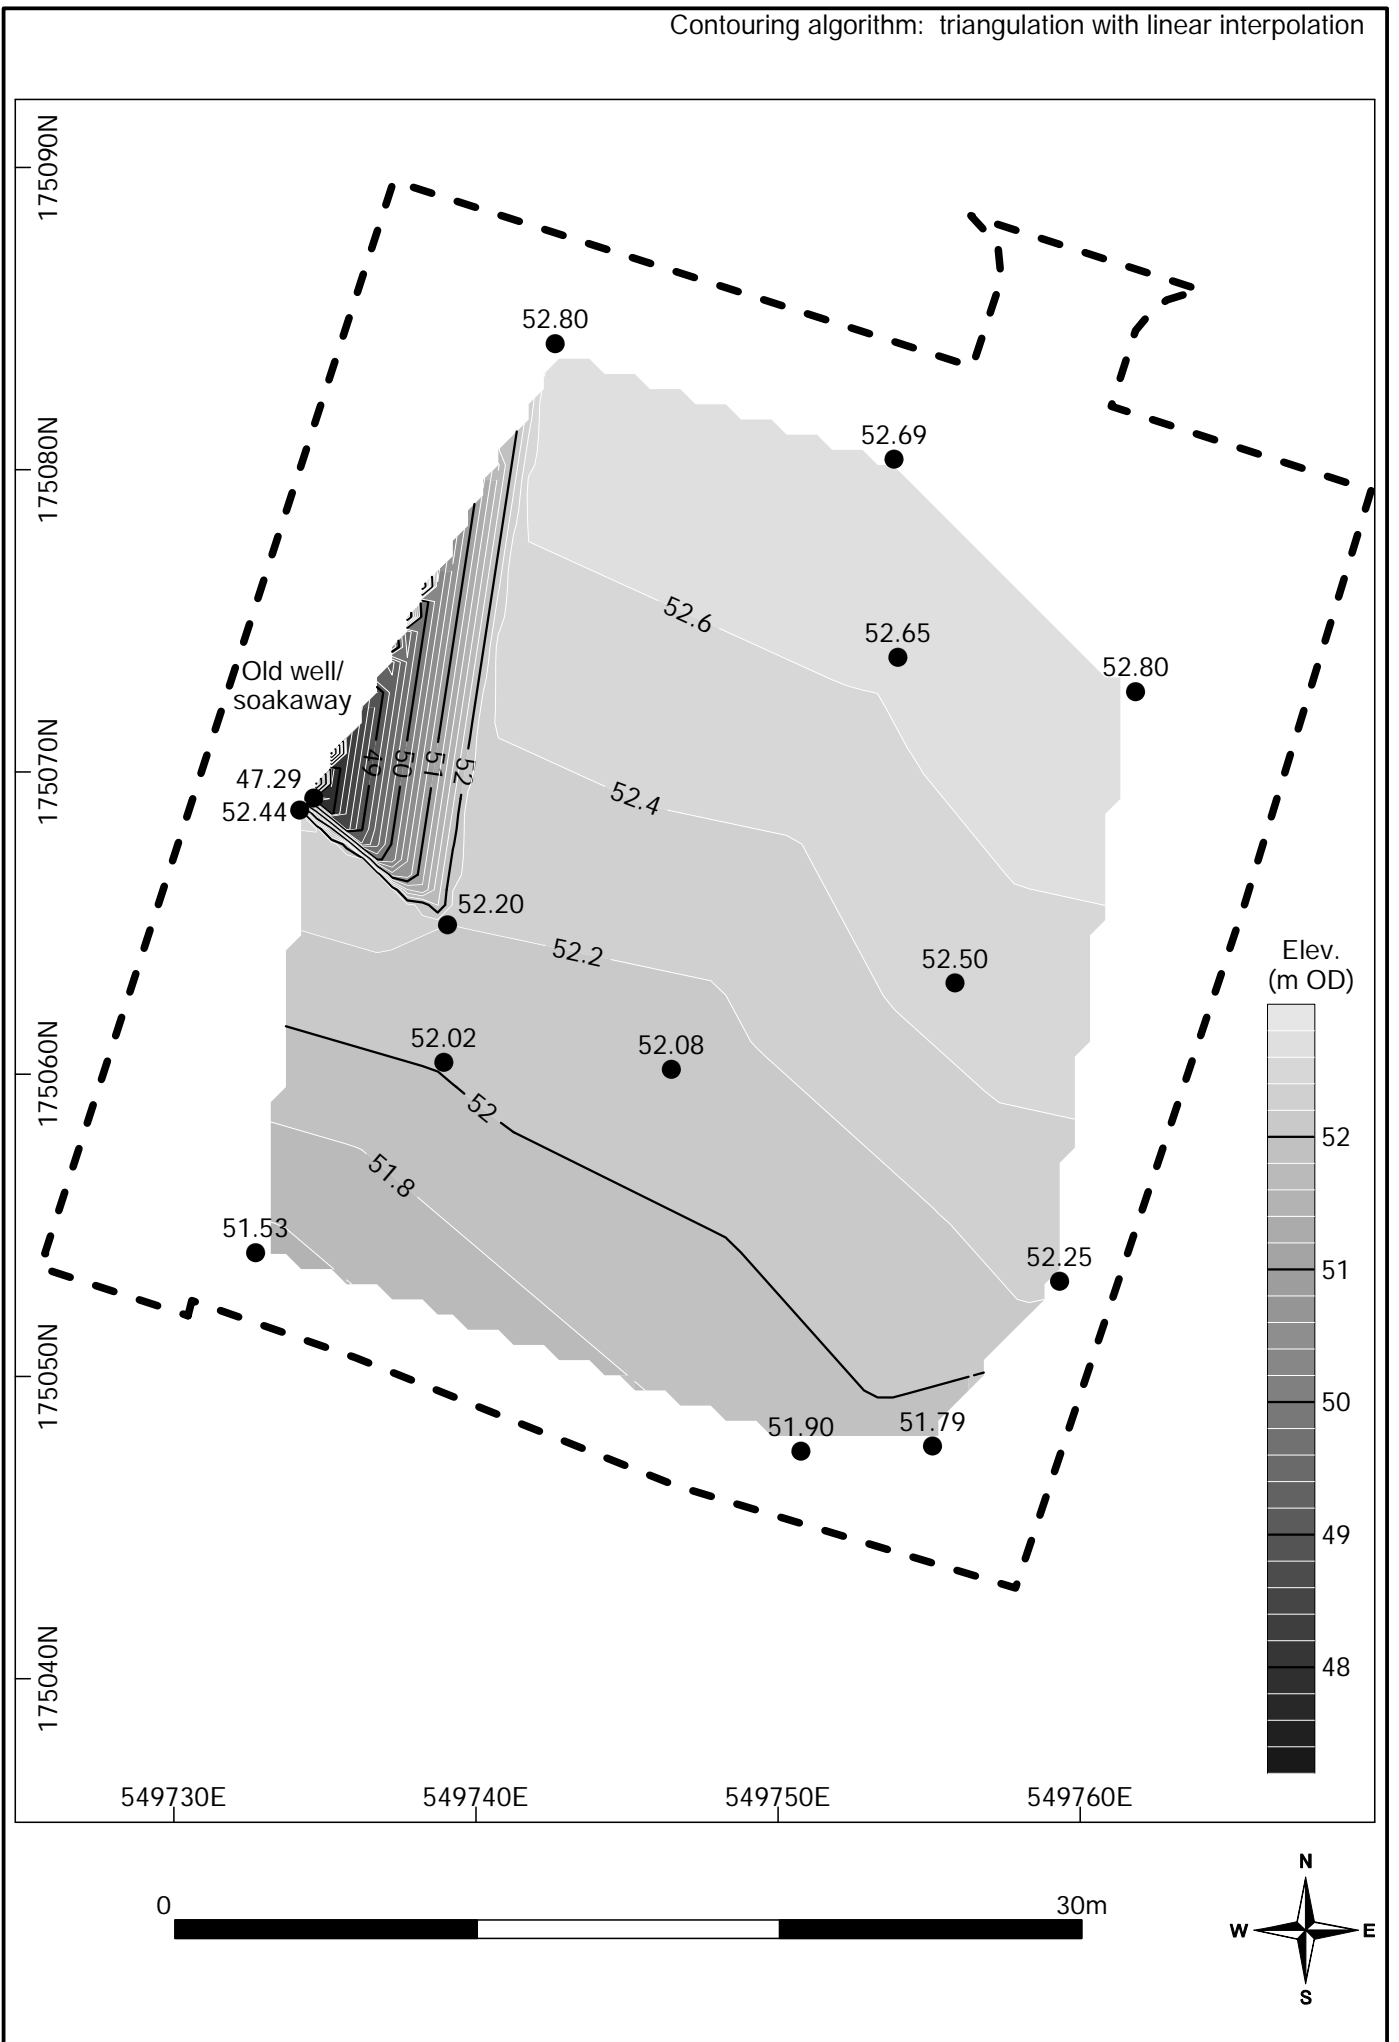 Contouring algorithm: triangulation with linear interpolation
175090N
52.80
175080N
52.69
52.6
52.65
Old well/
soakaway
52.80
175070N
47.29
49
50
51
52
52.4
52.44
52.20
52.2
52.50
Elev.
(m OD)
52.02
52.08
175060N
52
52
51.8
51.53
52.25
51
175050N
51.90
51.79
50
49
175040N
48
549730E
549740E
549750E
549760E
0
30m
N
W
E
S